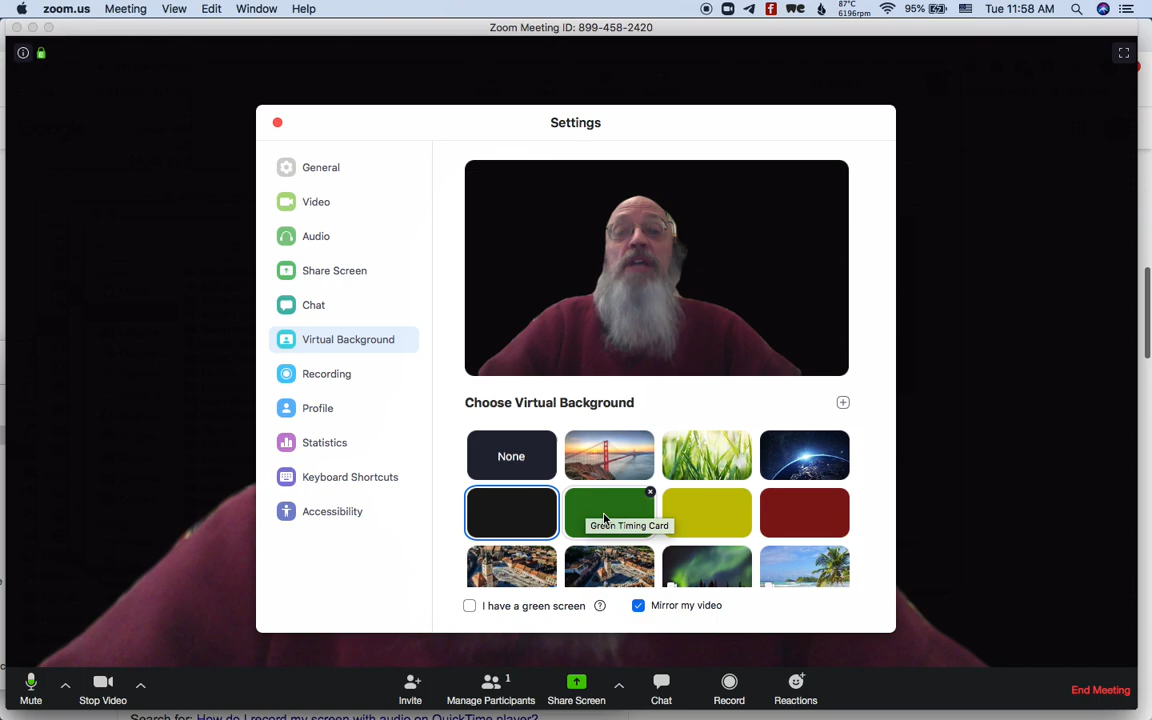 zoom.us Meeting View Edit Window Help 87°C 6196rpm 95% Tue 11:58 AM
Zoom Meeting ID: 899-458-2420
Settings
General
Video
Audio
Share Screen
Chat
Virtual Background
Recording
Profile
Statistics
Keyboard Shortcuts
Accessibility
Choose Virtual Background
None
Green Timing Card
I have a green screen ? Mirror my video
Mute Stop Video Invite Manage Participants 1 Share Screen Chat Record Reactions End Meeting
Search for: How do I record my screen with audio on QuickTime player?